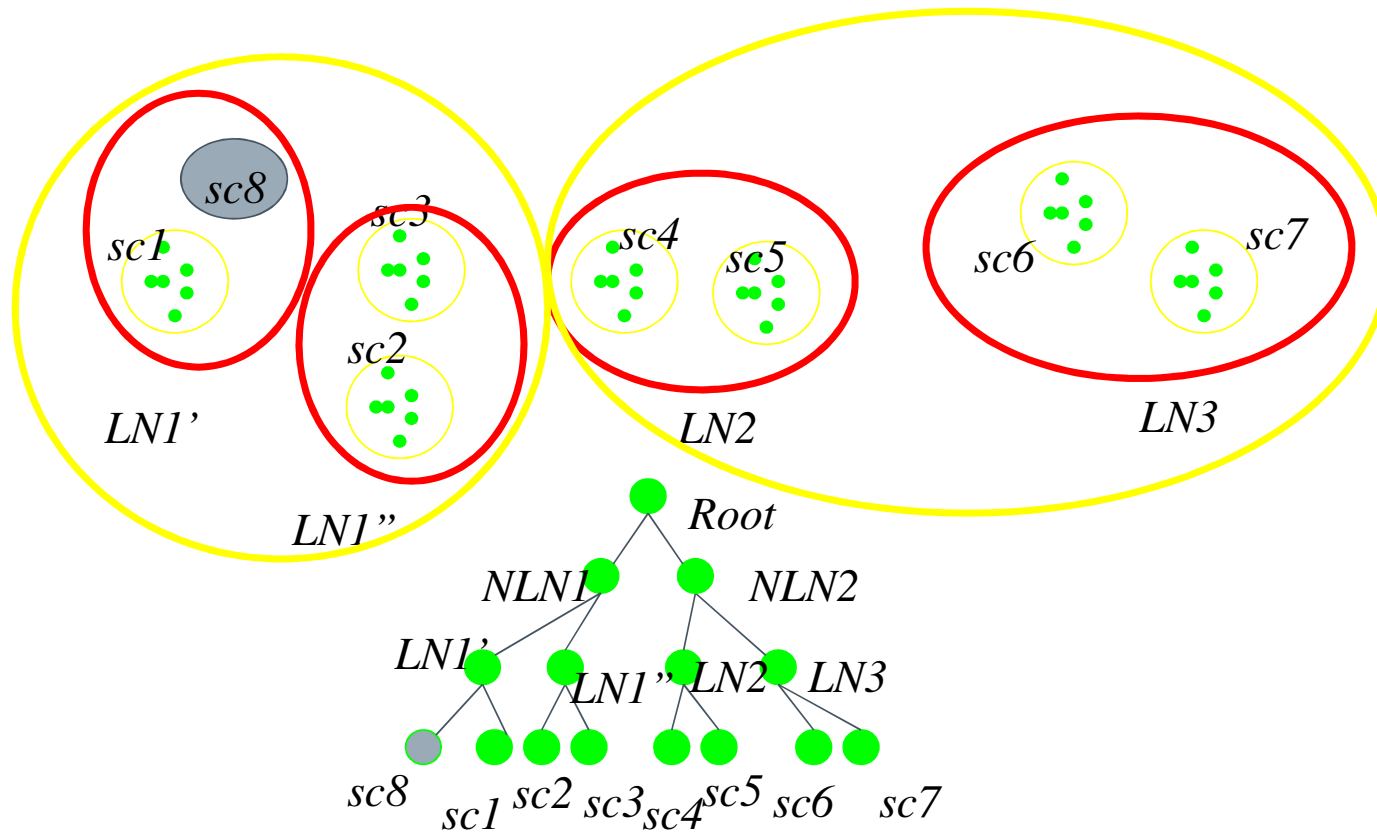 sc8
sc3
sc1
sc4
sc5
sc7
sc6
sc2
LN1’
LN2
LN3
LN1”
Root
NLN1
NLN2
LN1’
LN1”
LN2
LN3
sc8
sc1
sc2
sc3
sc4
sc5
sc6
sc7